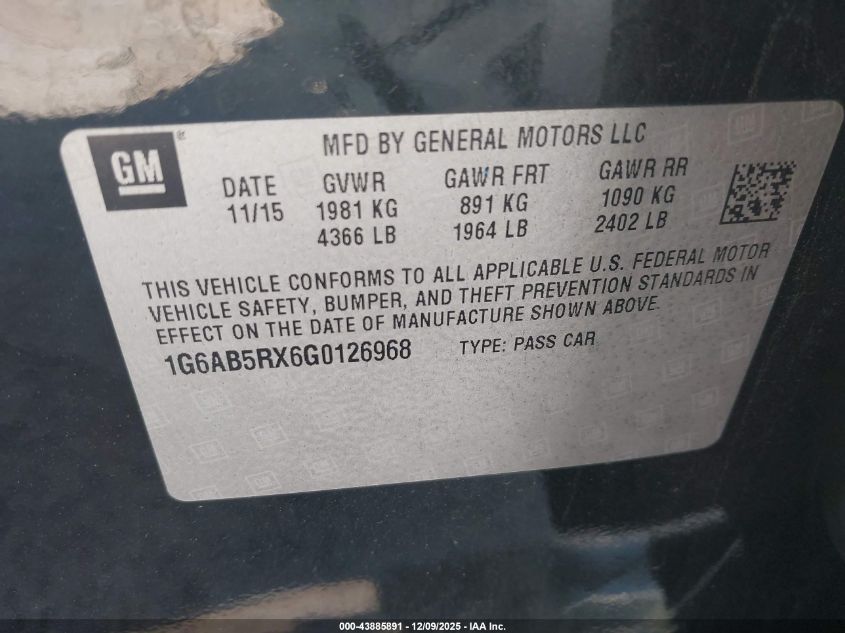 GM®
MFD BY GENERAL MOTORS LLC
DATE GVWR GAWR FRT GAWR RR
11/15 1981 KG 891 KG 1090 KG
4366 LB 1964 LB 2402 LB
THIS VEHICLE CONFORMS TO ALL APPLICABLE U.S. FEDERAL MOTOR
VEHICLE SAFETY, BUMPER, AND THEFT PREVENTION STANDARDS IN
EFFECT ON THE DATE OF MANUFACTURE SHOWN ABOVE.
1G6AB5RX6G0126968 TYPE: PASS CAR
000-43885891 - 12/09/2025 - IAA Inc.